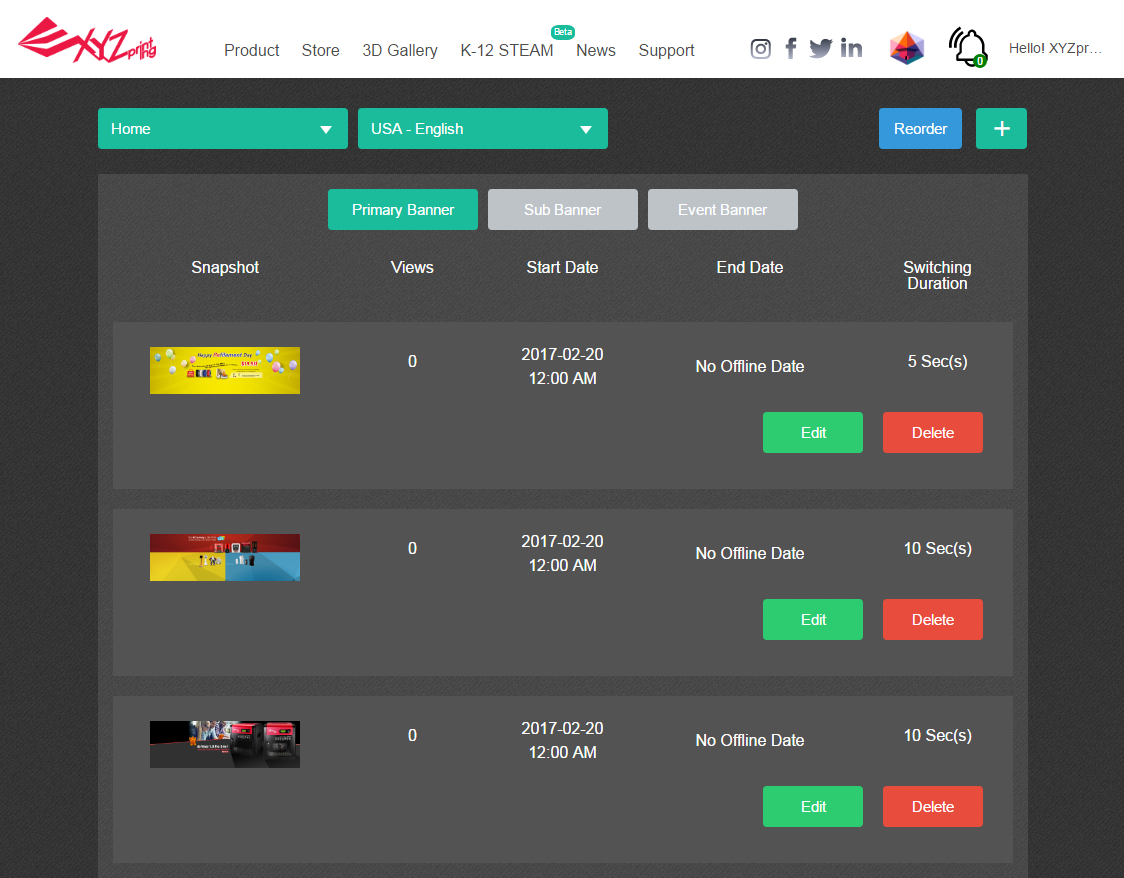 XYZprinting
Product Store 3D Gallery K-12 STEAM Beta News Support
0
Hello! XYZpr...
Home
USA - English
Reorder
+
Primary Banner Sub Banner Event Banner
Snapshot Views Start Date End Date Switching
Duration
Happy Refilament Day
0
2017-02-20
12:00 AM
No Offline Date
5 Sec(s)
Edit Delete
0
2017-02-20
12:00 AM
No Offline Date
10 Sec(s)
Edit Delete
0
2017-02-20
12:00 AM
No Offline Date
10 Sec(s)
Edit Delete